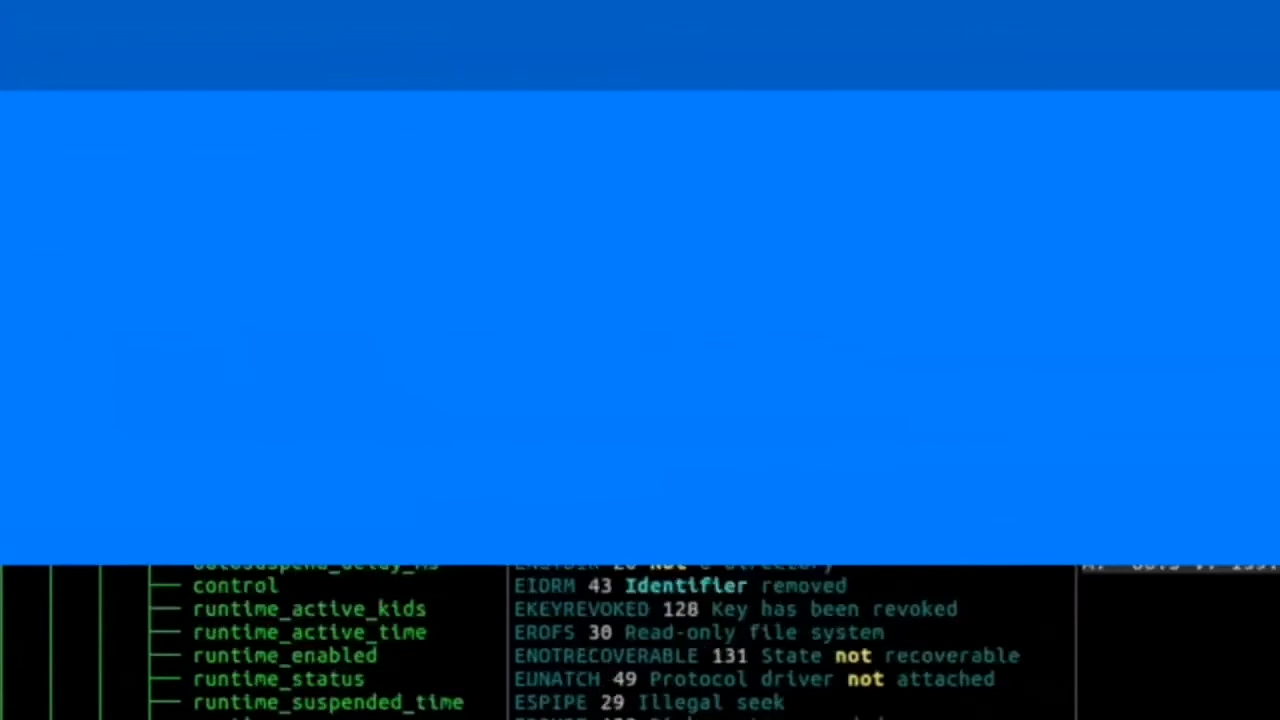 control
runtime_active_kids
runtime_active_time
runtime_enabled
runtime_status
runtime_suspended_time
EIDRM 43 Identifier removed
EKEYREVOKED 128 Key has been revoked
EROFS 30 Read-only file system
ENOTRECOVERABLE 131 State not recoverable
EUNATCH 49 Protocol driver not attached
ESPIPE 29 Illegal seek